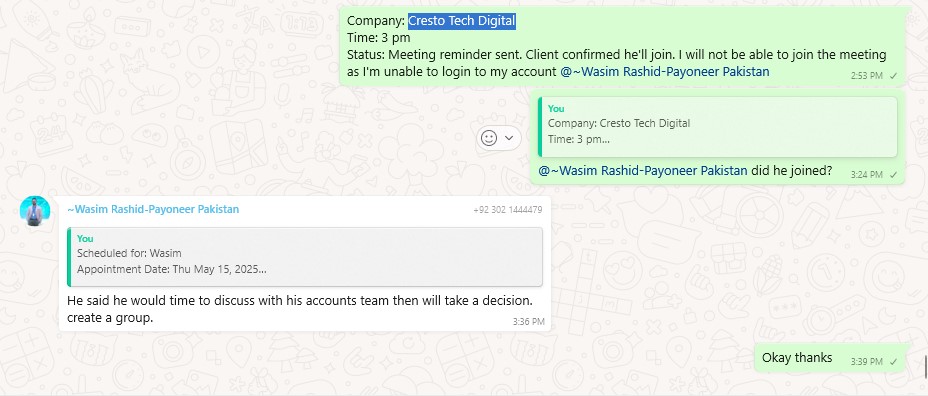 Company: Cresto Tech Digital
Time: 3 pm
Status: Meeting reminder sent. Client confirmed he'll join. I will not be able to join the meeting
as I'm unable to login to my account @~Wasim Rashid-Payoneer Pakistan
2:53 PM
You
Company: Cresto Tech Digital
Time: 3 pm...
@~Wasim Rashid-Payoneer Pakistan did he joined?
3:24 PM
~Wasim Rashid-Payoneer Pakistan
+92 302 1444479
You
Scheduled for: Wasim
Appointment Date: Thu May 15, 2025...
He said he would time to discuss with his accounts team then will take a decision.
create a group.
3:36 PM
Okay thanks
3:39 PM